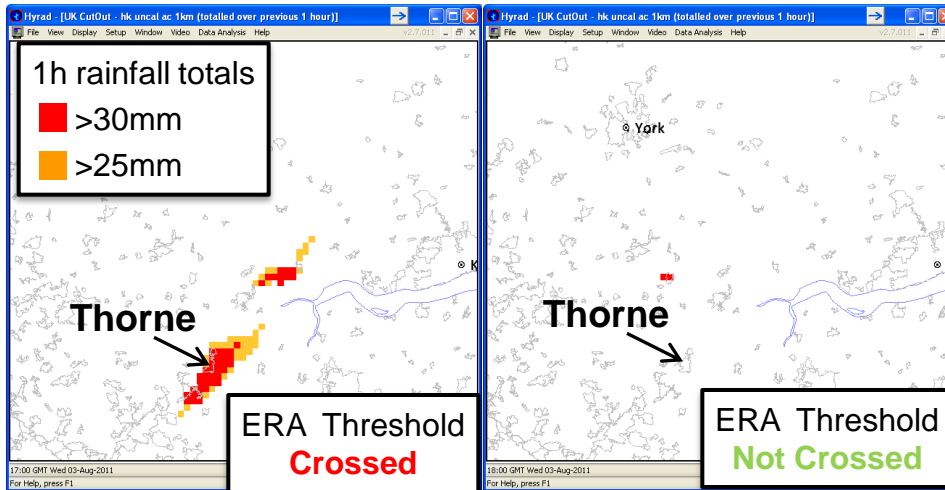 Hyrad - [UK CutOut - hk uncal ac 1km (totalled over previous 1 hour)]
File View Display Setup Window Video Data Analysis Help v2.7.011
1h rainfall totals
>30mm
>25mm
K
Thorne
ERA Threshold
Crossed
17:00 GMT Wed 03-Aug-2011
For Help, press F1
Hyrad - [UK CutOut - hk uncal ac 1km (totalled over previous 1 hour)]
File View Display Setup Window Video Data Analysis Help v2.7.011
York
Thorne
ERA Threshold
Not Crossed
18:00 GMT Wed 03-Aug-2011
For Help, press F1